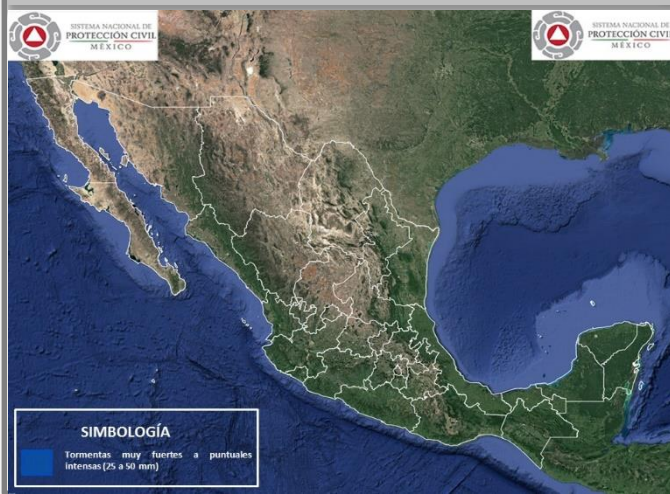 SISTEMA NACIONAL DE
PROTECCIÓN CIVIL
MÉXICO
SISTEMA NACIONAL DE
PROTECCIÓN CIVIL
MÉXICO
SIMBOLOGÍA
Tormentas muy fuertes a puntuales
intensas (25 a 50 mm)